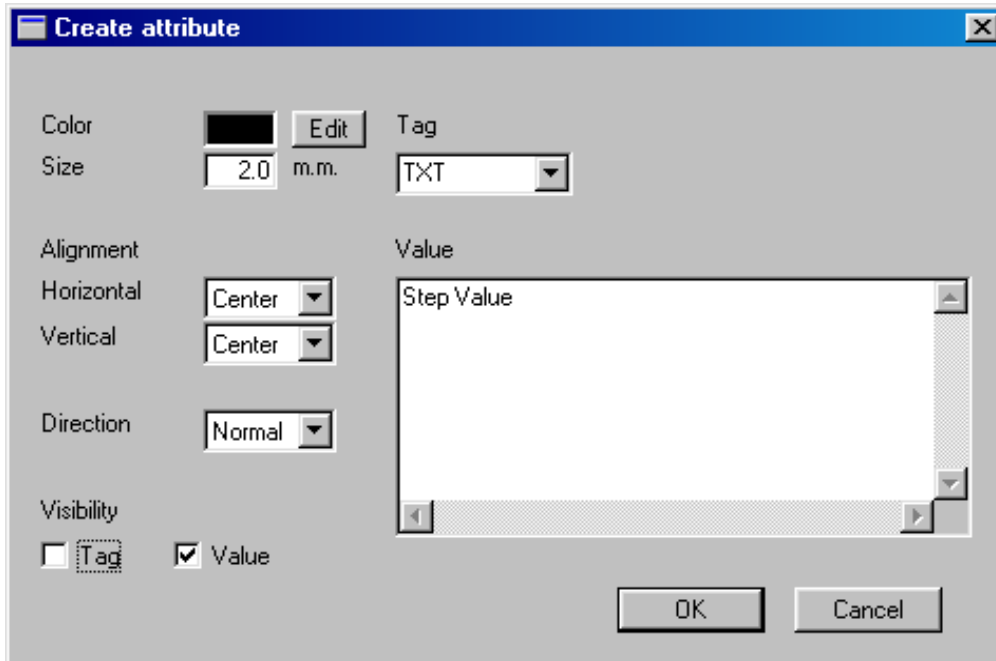 Create attribute
Color
Edit
Tag
Size
2.0
m.m.
TXT
Alignment
Value
Horizontal
Center
Step Value
Vertical
Center
Direction
Normal
Visibility
Tag
Value
OK
Cancel